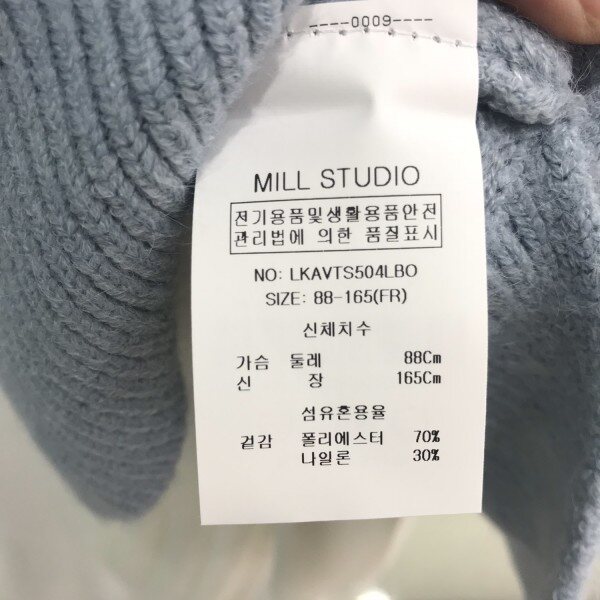 ----0009----
MILL STUDIO
전기용품및생활용품안전
관리법에 의한 품질표시
NO: LKAVTS504LBO
SIZE: 88-165(FR)
신체치수
가슴 둘레 88Cm
신 장 165Cm
섬유혼용율
겉감 폴리에스터 70%
나일론 30%